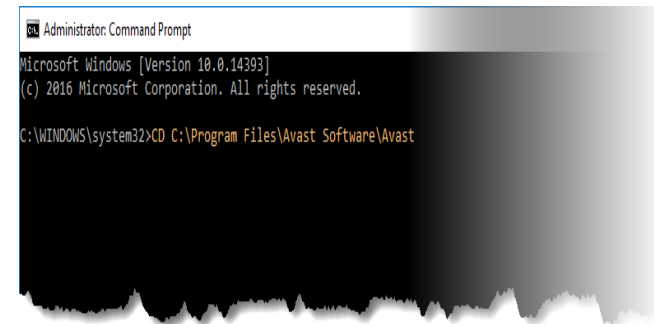 Administrator: Command Prompt
Microsoft Windows [Version 10.0.14393]
(c) 2016 Microsoft Corporation. All rights reserved.
C:\WINDOWS\system32>CD C:\Program Files\Avast Software\Avast